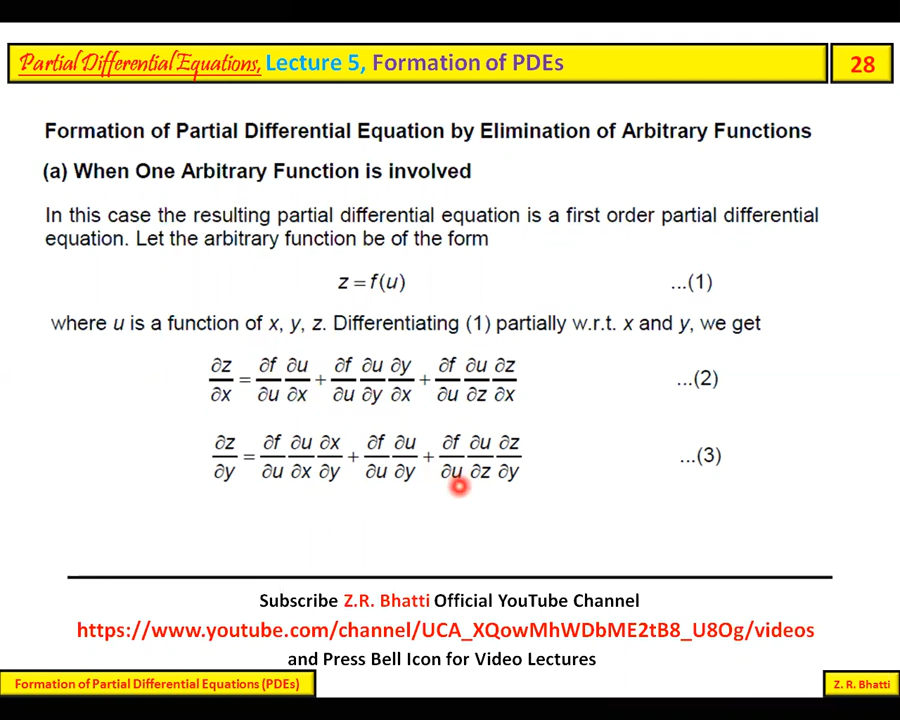 Partial Differential Equations, Lecture 5, Formation of PDEs
28
Formation of Partial Differential Equation by Elimination of Arbitrary Functions
(a) When One Arbitrary Function is involved
In this case the resulting partial differential equation is a first order partial differential
equation. Let the arbitrary function be of the form
z = f(u) ...(1)
where u is a function of x, y, z. Differentiating (1) partially w.r.t. x and y, we get
∂z/∂x = ∂f/∂u ∂u/∂x + ∂f/∂u ∂u/∂y ∂y/∂x + ∂f/∂u ∂u/∂z ∂z/∂x ...(2)
∂z/∂y = ∂f/∂u ∂u/∂x ∂x/∂y + ∂f/∂u ∂u/∂y + ∂f/∂u ∂u/∂z ∂z/∂y ...(3)
Subscribe Z.R. Bhatti Official YouTube Channel
https://www.youtube.com/channel/UCA_XQowMhWDbME2tB8_U8Og/videos
and Press Bell Icon for Video Lectures
Formation of Partial Differential Equations (PDEs)
Z. R. Bhatti